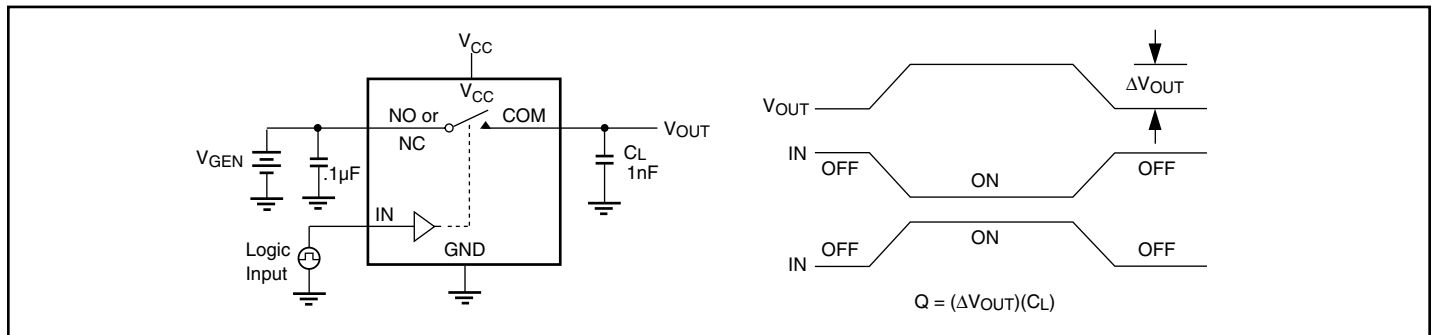 VCC
VCC
NO or
NC
COM
VOUT
VGEN
.1µF
CL
1nF
IN
Logic
Input
GND
VOUT
ΔVOUT
IN
OFF
ON
OFF
IN
OFF
ON
OFF
Q = (ΔVOUT)(CL)